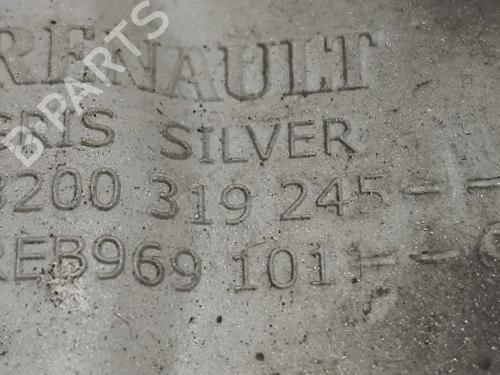 B-PARTS
RENAULT
GRIS SILVER
8200 319 245--
REB969 101--